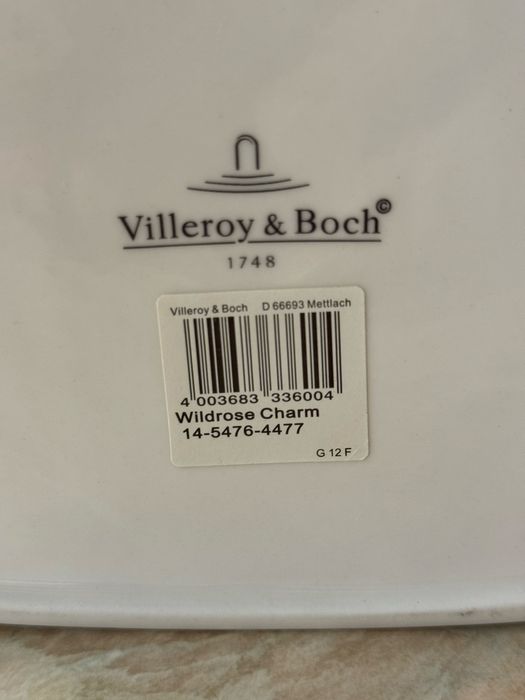 Villeroy & Boch©
1748
Villeroy & Boch D 66693 Mettlach
4 003683 336004
Wildrose Charm
14-5476-4477
G 12 F